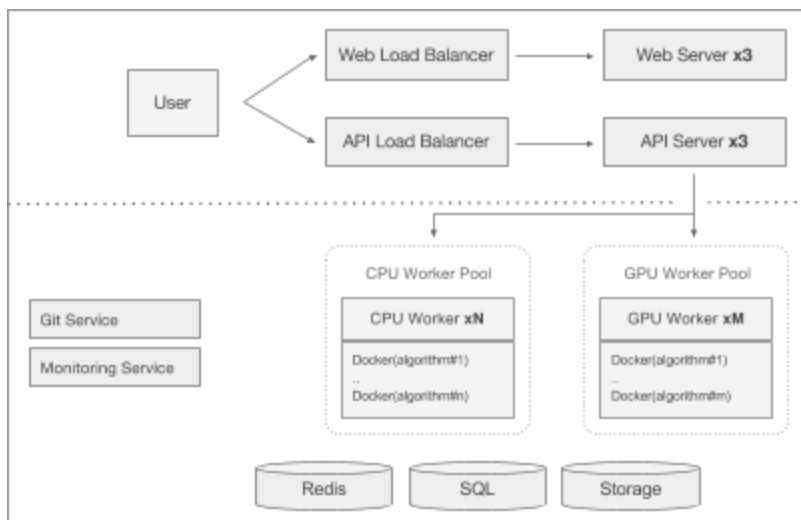 Web Load Balancer
Web Server x3
User
API Load Balancer
API Server x3
CPU Worker Pool
GPU Worker Pool
CPU Worker xN
GPU Worker xM
Git Service
Monitoring Service
Docker(algorithm#1)
..
Docker(algorithm#n)
Docker(algorithm#1)
..
Docker(algorithm#m)
Redis
SQL
Storage